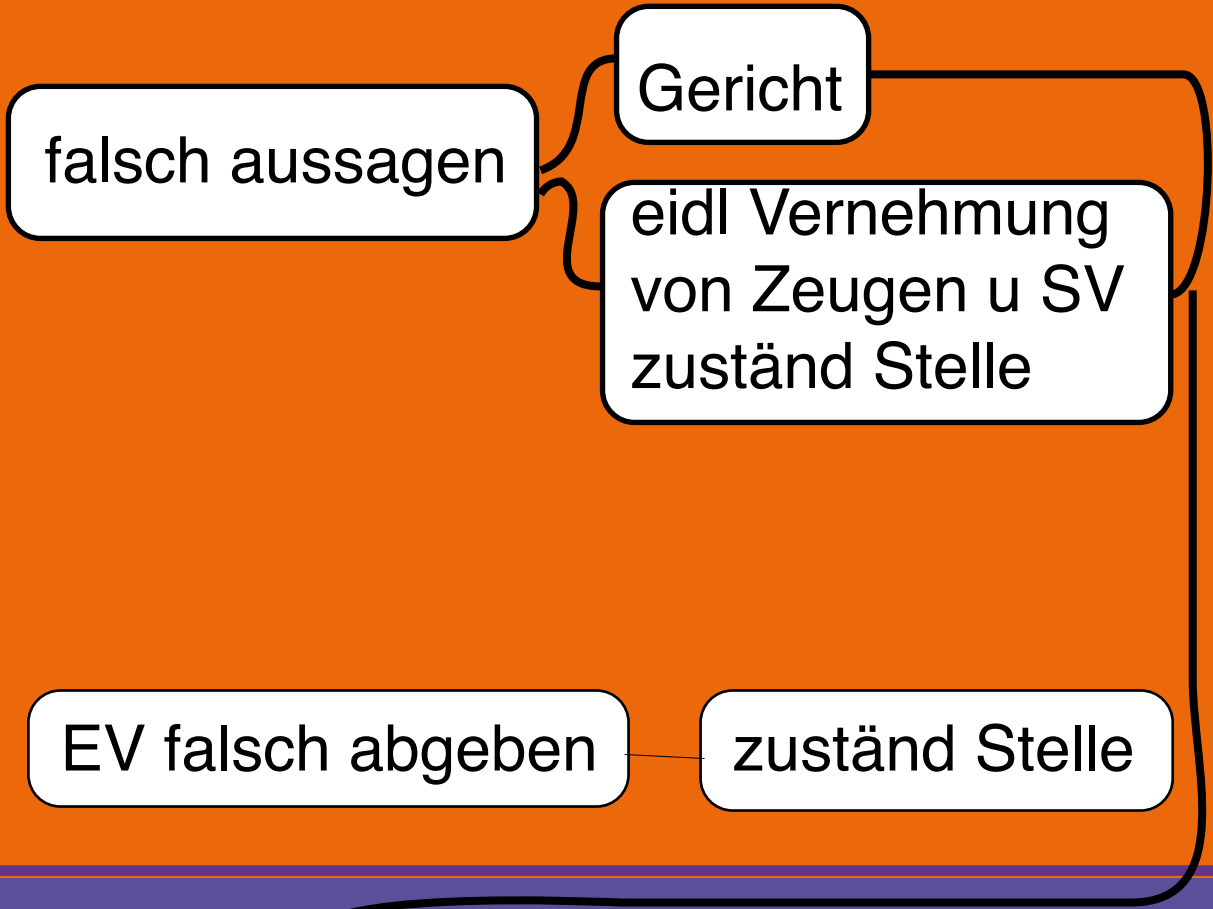 Gericht
falsch aussagen
eidl Vernehmung
von Zeugen u SV
zuständ Stelle
EV falsch abgeben
zuständ Stelle